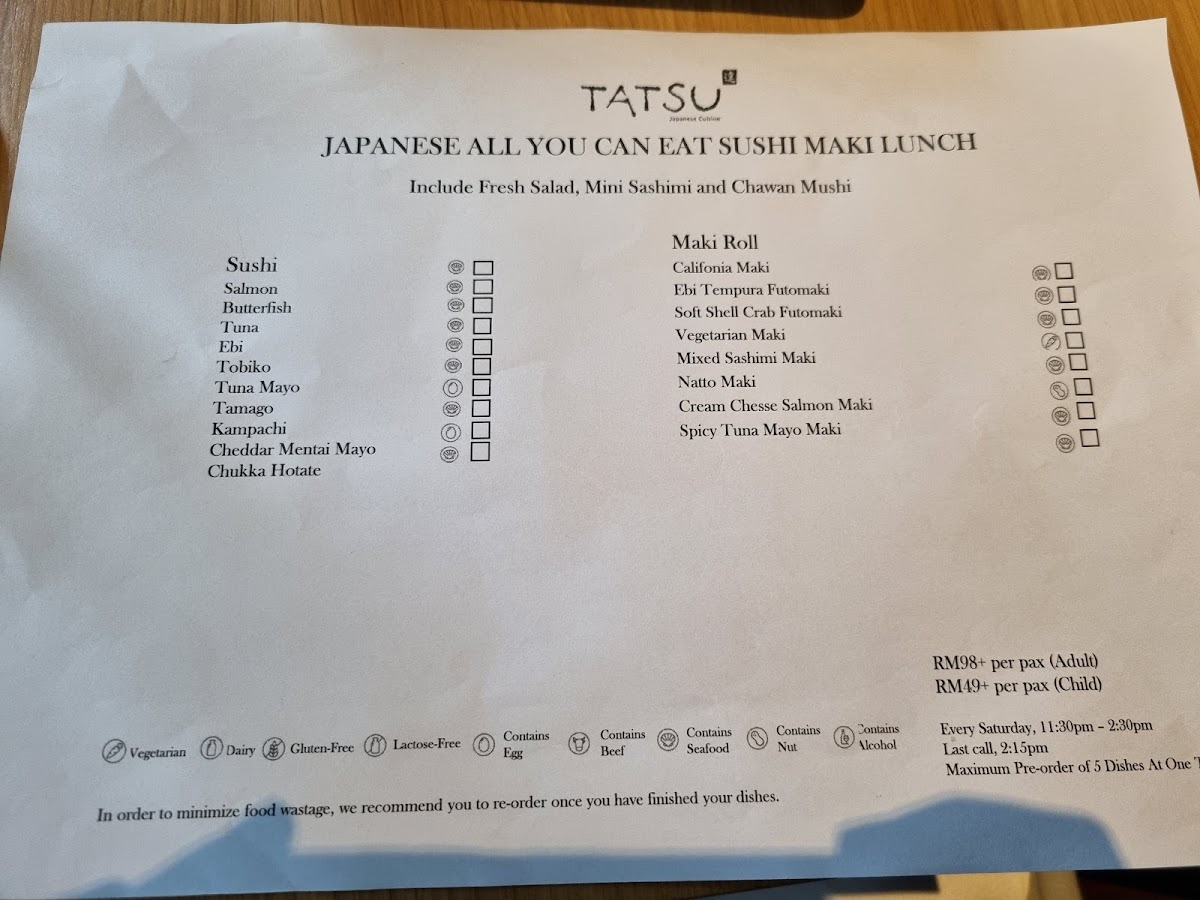 TATSU
Japanese Cuisine
JAPANESE ALL YOU CAN EAT SUSHI MAKI LUNCH
Include Fresh Salad, Mini Sashimi and Chawan Mushi
Sushi
Salmon
Butterfish
Tuna
Ebi
Tobiko
Tuna Mayo
Tamago
Kampachi
Cheddar Mentai Mayo
Chukka Hotate
Maki Roll
Califonia Maki
Ebi Tempura Futomaki
Soft Shell Crab Futomaki
Vegetarian Maki
Mixed Sashimi Maki
Natto Maki
Cream Chesse Salmon Maki
Spicy Tuna Mayo Maki
RM98+ per pax (Adult)
RM49+ per pax (Child)
Every Saturday, 11:30pm – 2:30pm
Last call, 2:15pm
Maximum Pre-order of 5 Dishes At One
Vegetarian
Dairy
Gluten-Free
Lactose-Free
Contains
Egg
Contains
Beef
Contains
Seafood
Contains
Nut
Contains
Alcohol
In order to minimize food wastage, we recommend you to re-order once you have finished your dishes.